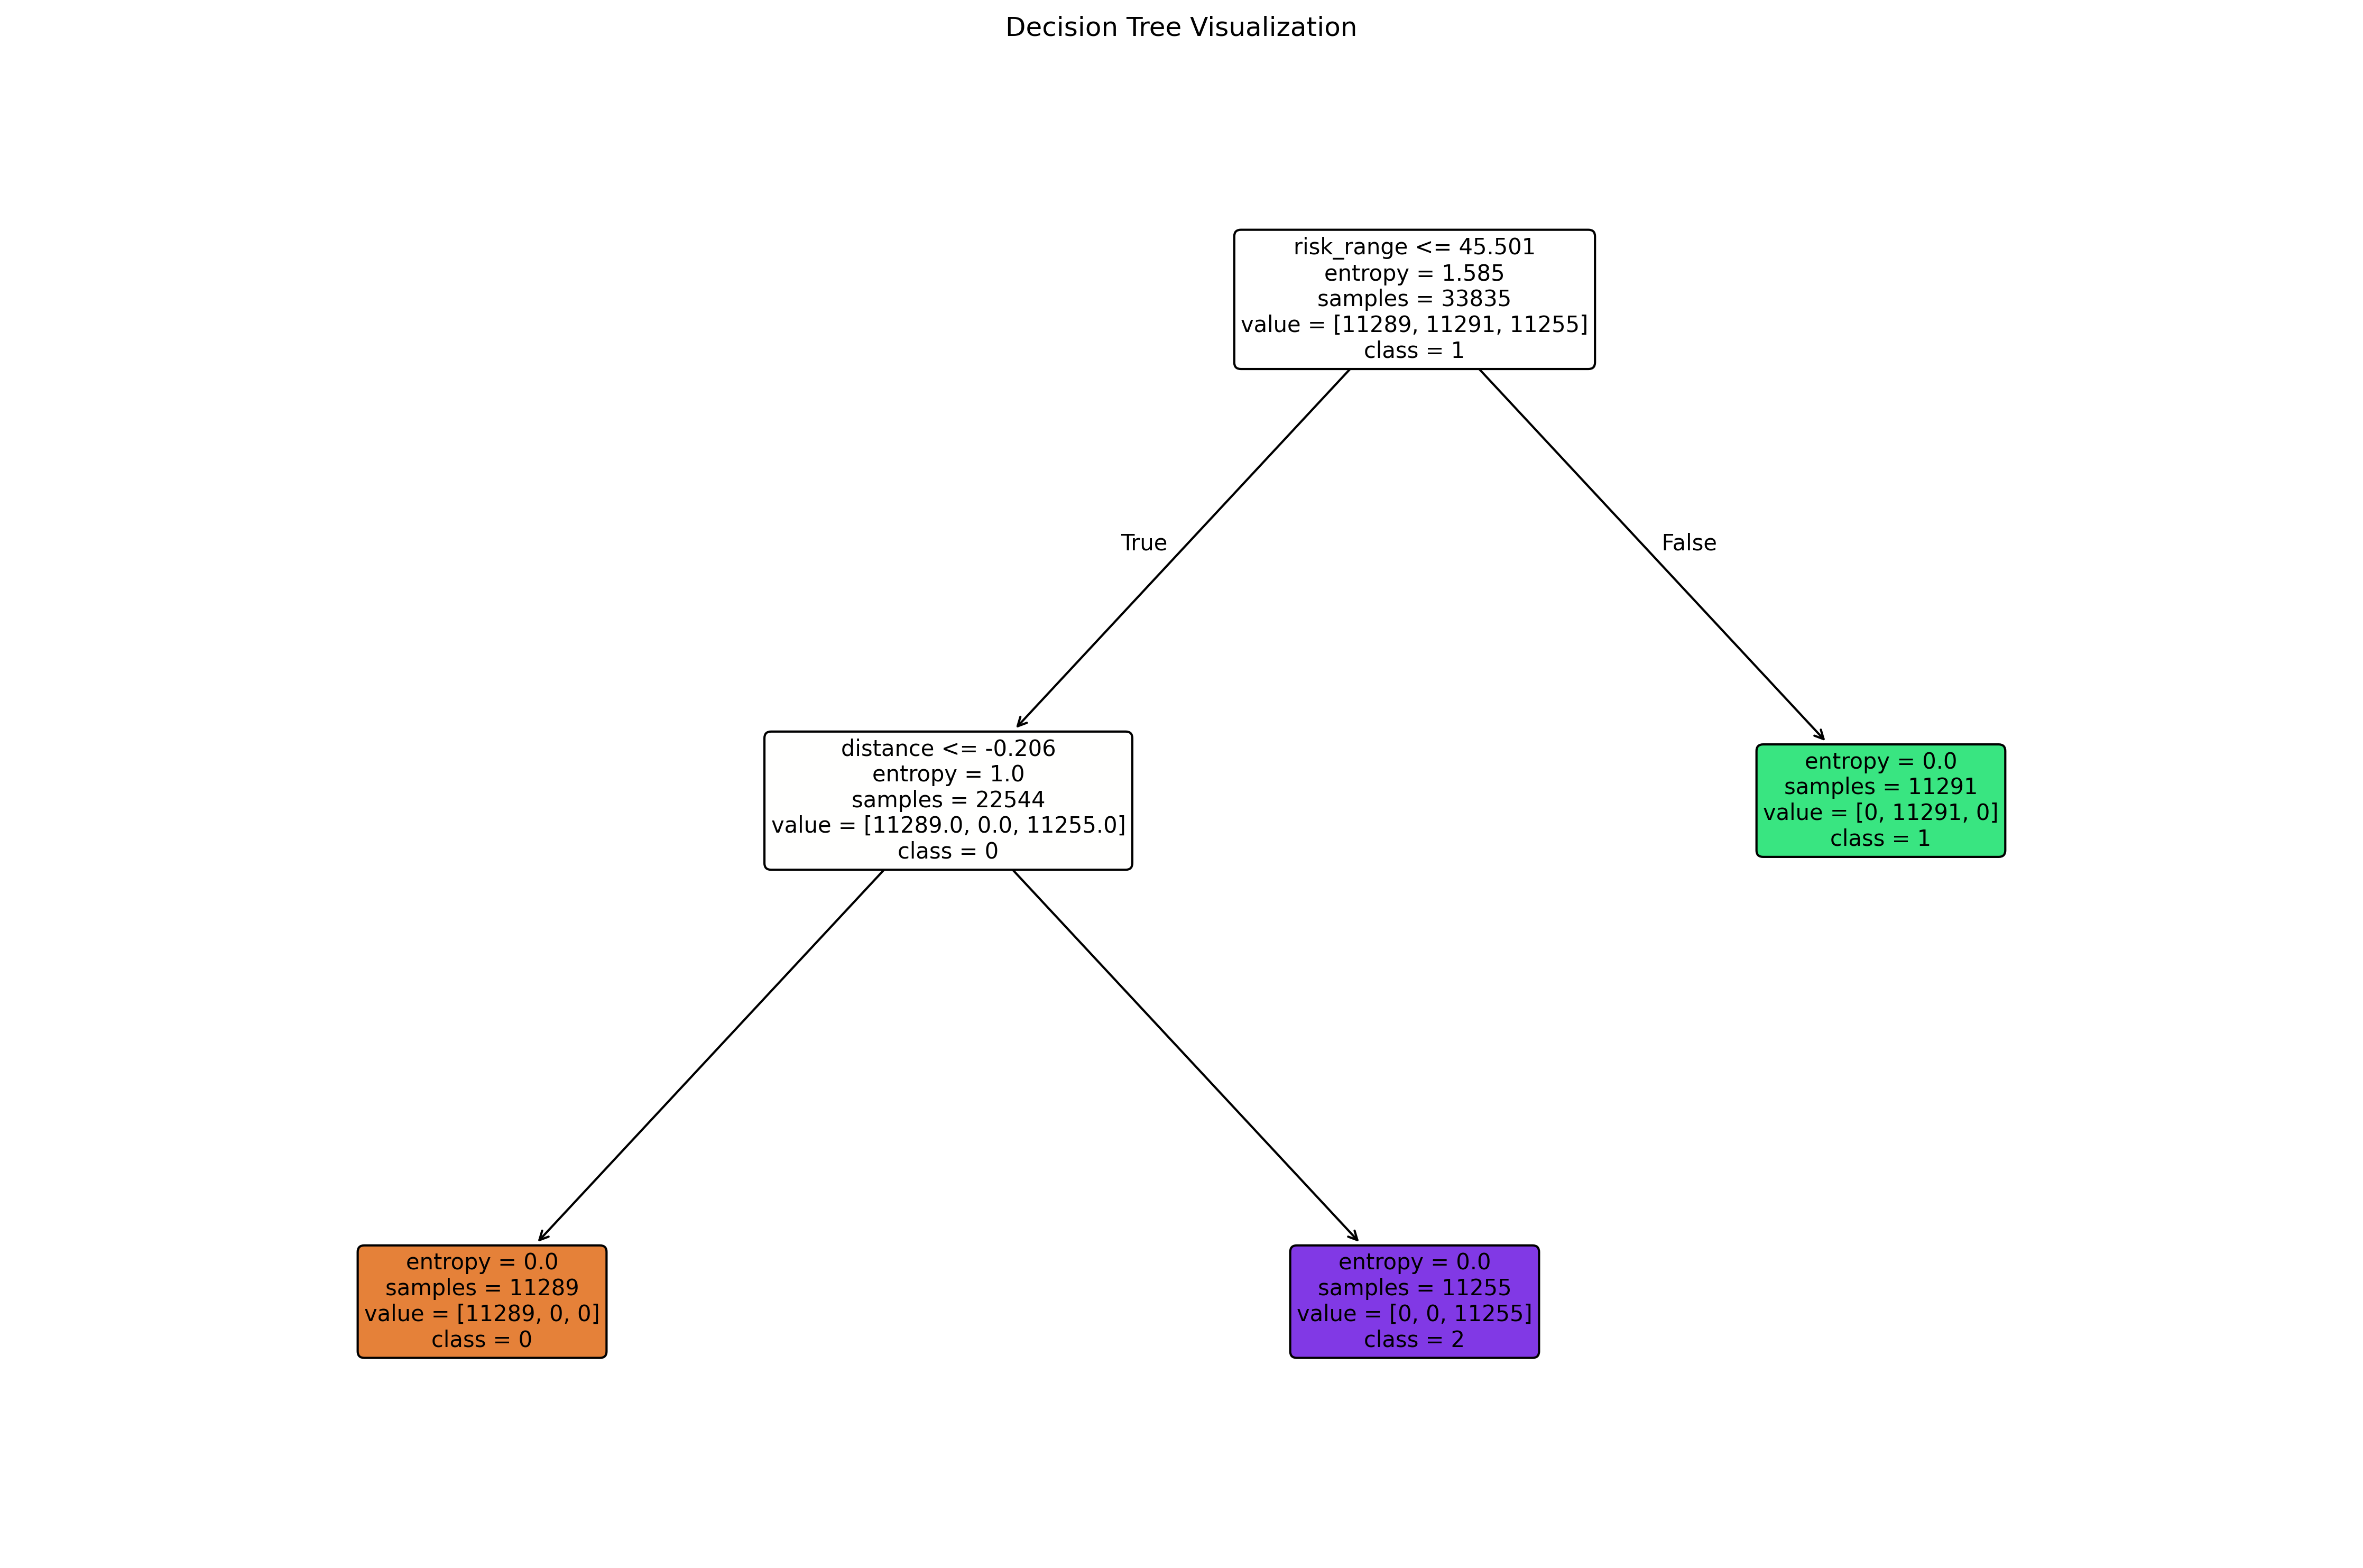 Decision Tree Visualization
risk_range <= 45.501
entropy = 1.585
samples = 33835
value = [11289, 11291, 11255]
class = 1
True
False
distance <= -0.206
entropy = 1.0
samples = 22544
value = [11289.0, 0.0, 11255.0]
class = 0
entropy = 0.0
samples = 11291
value = [0, 11291, 0]
class = 1
entropy = 0.0
samples = 11289
value = [11289, 0, 0]
class = 0
entropy = 0.0
samples = 11255
value = [0, 0, 11255]
class = 2